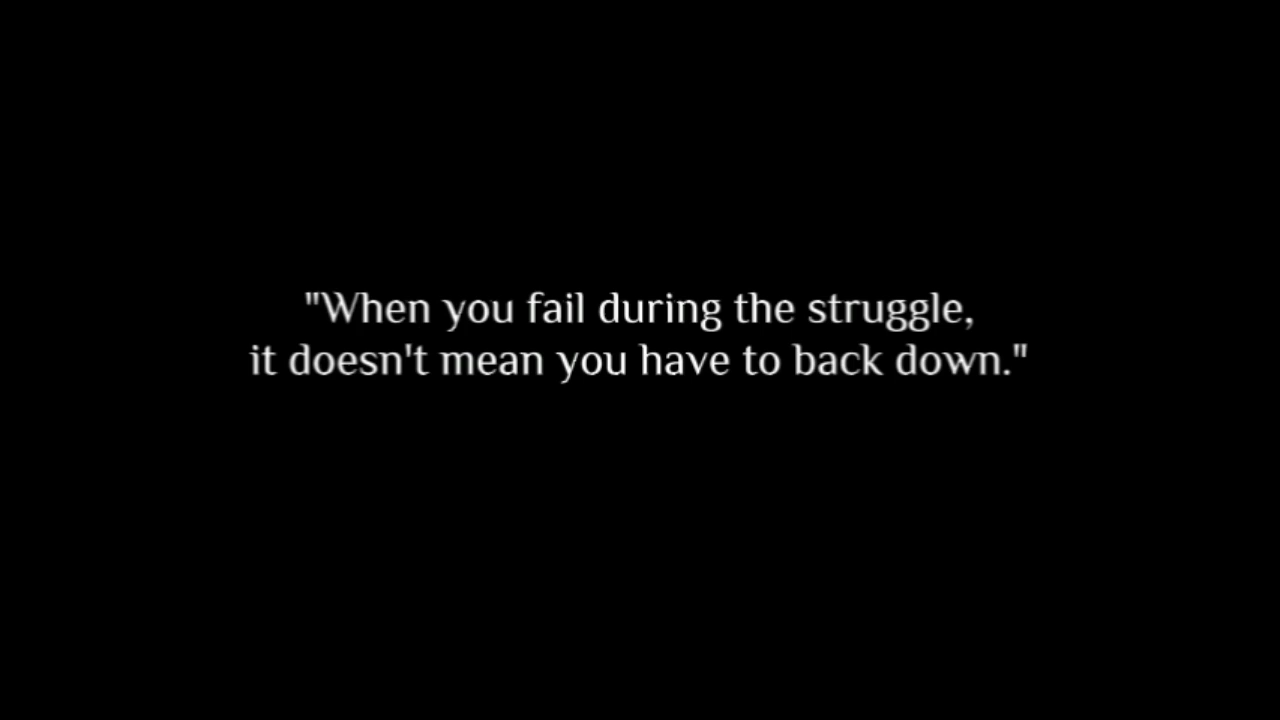 "When you fail during the struggle,
it doesn't mean you have to back down."